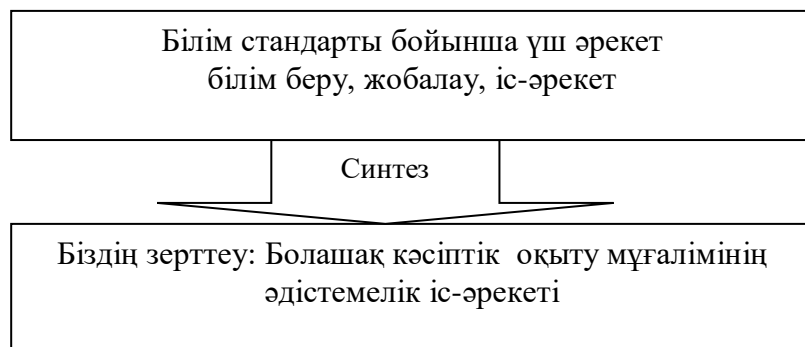 Білім стандарты бойынша үш әрекет
білім беру, жобалау, іс-әрекет
Синтез
Біздің зерттеу: Болашақ кәсіптік оқыту мұғалімінің
әдістемелік іс-әрекеті